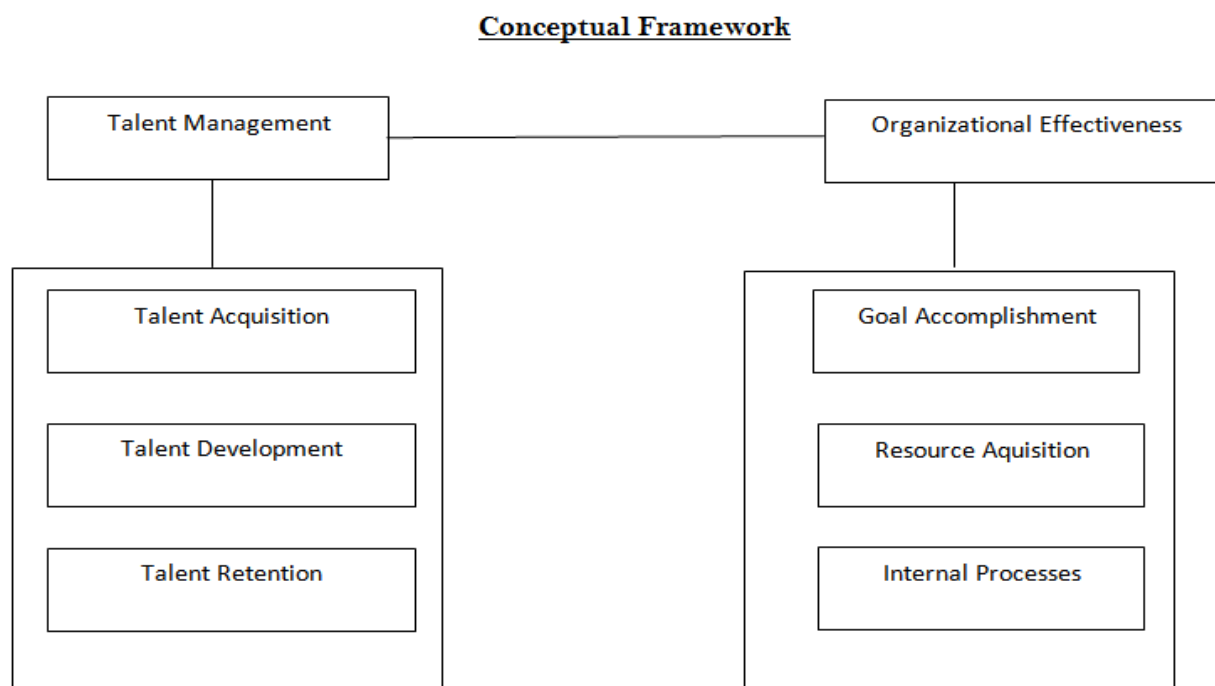 Conceptual Framework
Talent Management
Organizational Effectiveness
Talent Acquisition
Talent Development
Talent Retention
Goal Accomplishment
Resource Aquisition
Internal Processes